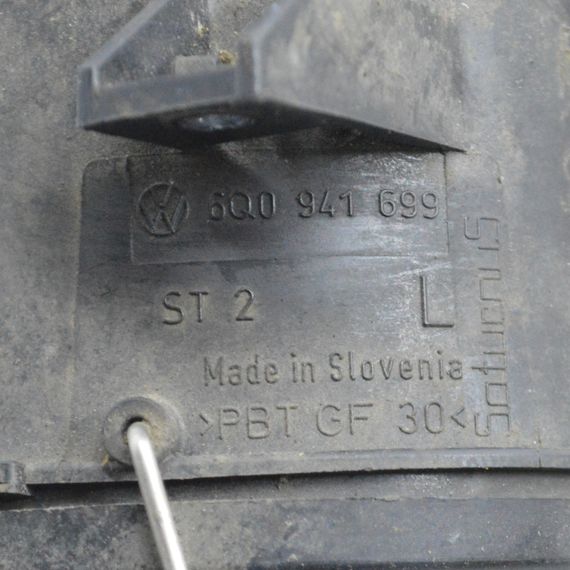 6Q0 941 699
ST 2 L
Made in Slovenia
>PBT GF 30<
saturnus